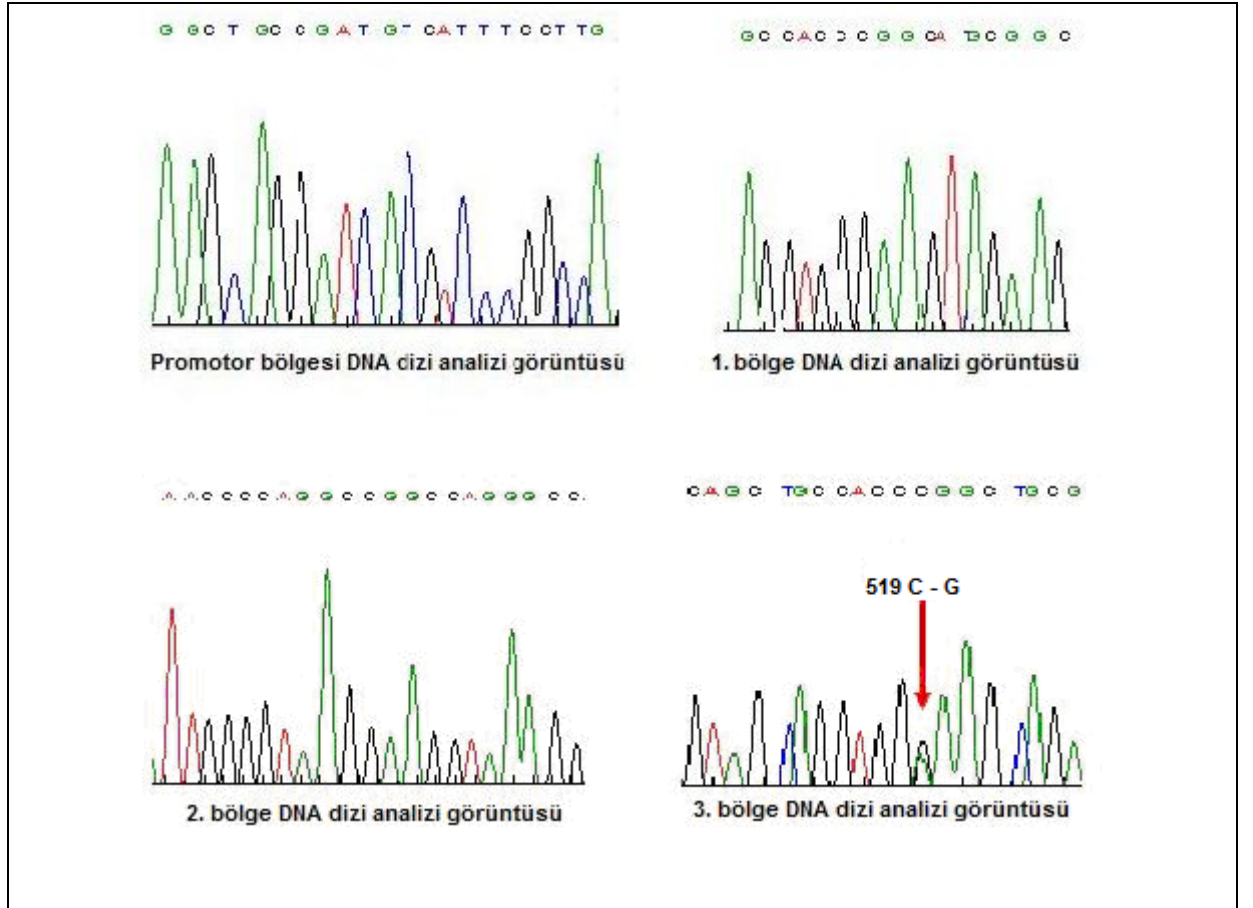 G G C T G C C G A T G T C A T T T C C T T G
G C C A C C C G G C A T G C G G C
Promotor bölgesi DNA dizi analizi görüntüsü
1. bölge DNA dizi analizi görüntüsü
A A C C C C A G G C C G G C C A G G G C C
C A G C T G C C A C C C G G C T G C G
519 C - G
2. bölge DNA dizi analizi görüntüsü
3. bölge DNA dizi analizi görüntüsü